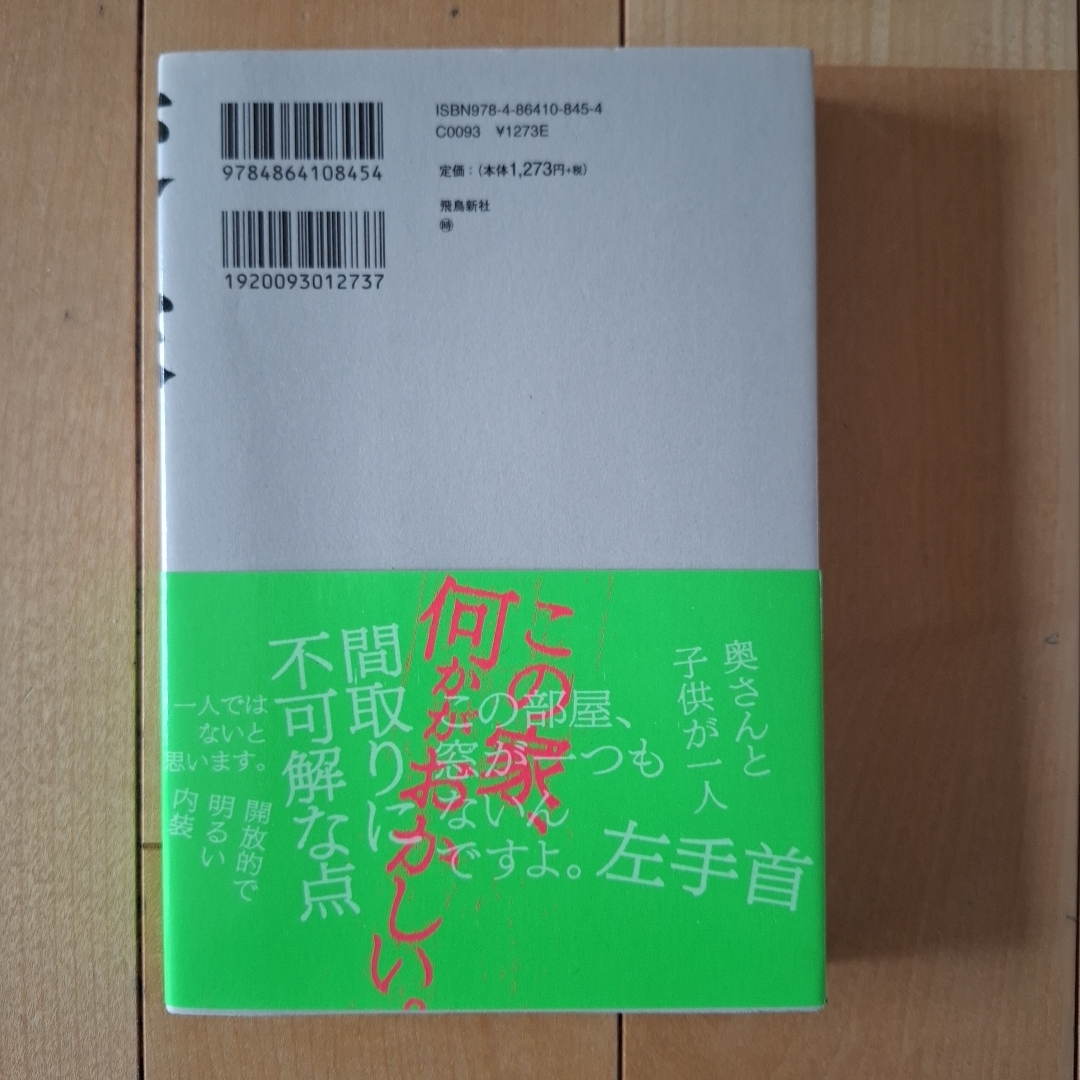 9784864108454
1920093012737
ISBN978-4-86410-845-4
C0093 ¥1273E
定価：（本体1,273円+税）
飛鳥新社
㊕
この家、
何かがおかしい。
奥さんと
子供が一人
この部屋、
窓が一つも
ないん
ですよ。
左手首
間取りに
不可解な点
一人では
ないと
思います。
開放的で
明るい
内装